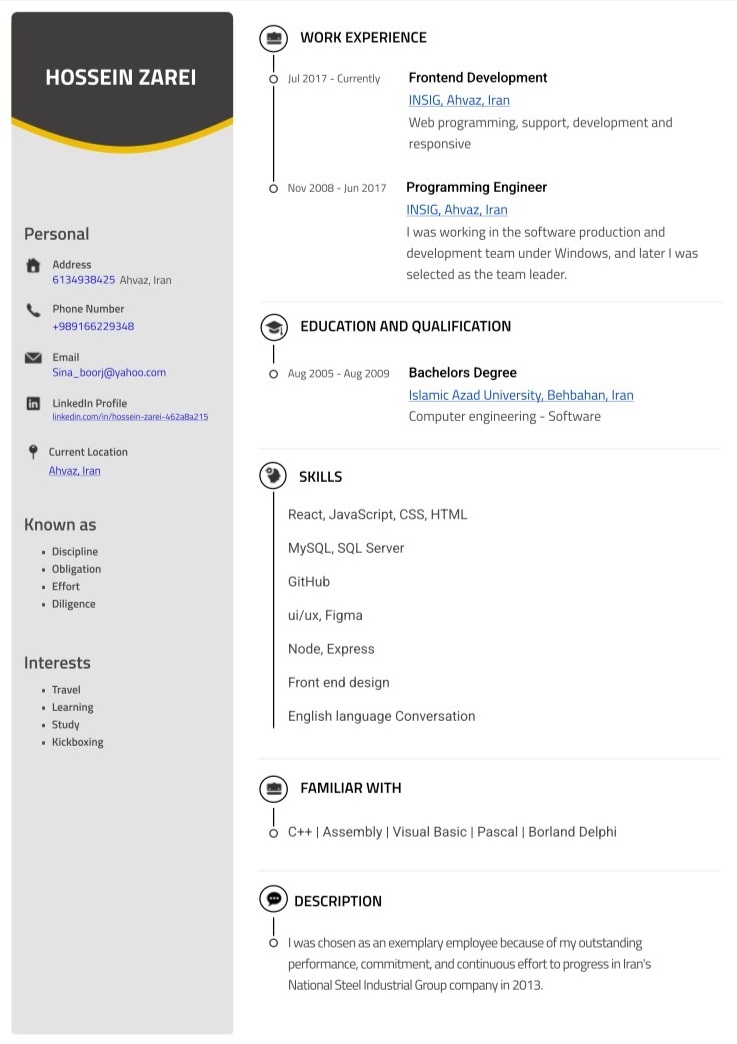 HOSSEIN ZAREI
Personal
Address
6134938425 Ahvaz, Iran
Phone Number
+989166229348
Email
Sina_boorj@yahoo.com
LinkedIn Profile
linkedin.com/in/hossein-zarei-462a8a215
Current Location
Ahvaz, Iran
Known as
Discipline
Obligation
Effort
Diligence
Interests
Travel
Learning
Study
Kickboxing
WORK EXPERIENCE
Jul 2017 - Currently
Frontend Development
INSIG, Ahvaz, Iran
Web programming, support, development and
responsive
Nov 2008 - Jun 2017
Programming Engineer
INSIG, Ahvaz, Iran
I was working in the software production and
development team under Windows, and later I was
selected as the team leader.
EDUCATION AND QUALIFICATION
Aug 2005 - Aug 2009
Bachelors Degree
Islamic Azad University, Behbahan, Iran
Computer engineering - Software
SKILLS
React, JavaScript, CSS, HTML
MySQL, SQL Server
GitHub
ui/ux, Figma
Node, Express
Front end design
English language Conversation
FAMILIAR WITH
C++ | Assembly | Visual Basic | Pascal | Borland Delphi
DESCRIPTION
I was chosen as an exemplary employee because of my outstanding
performance, commitment, and continuous effort to progress in Iran's
National Steel Industrial Group company in 2013.